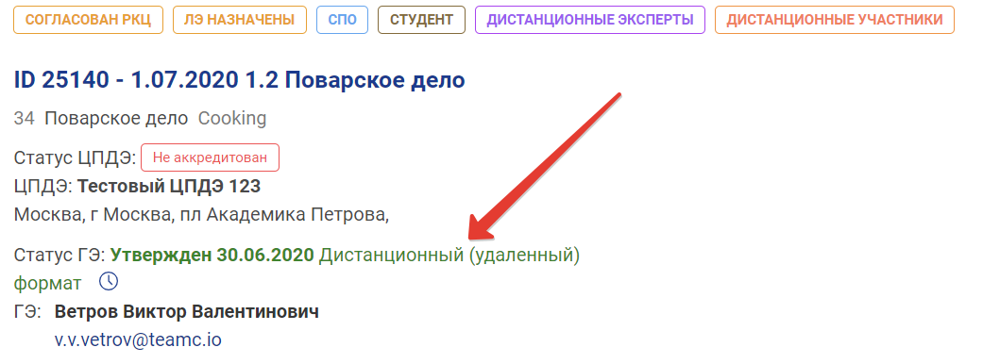 СОГЛАСОВАН РКЦ ЛЭ НАЗНАЧЕНЫ СПО СТУДЕНТ ДИСТАНЦИОННЫЕ ЭКСПЕРТЫ ДИСТАНЦИОННЫЕ УЧАСТНИКИ
ID 25140 - 1.07.2020 1.2 Поварское дело
34 Поварское дело Cooking
Статус ЦПДЭ: Не аккредитован
ЦПДЭ: Тестовый ЦПДЭ 123
Москва, г Москва, пл Академика Петрова,
Статус ГЭ: Утвержден 30.06.2020 Дистанционный (удаленный)
формат
ГЭ: Ветров Виктор Валентинович
v.v.vetrov@teamc.io